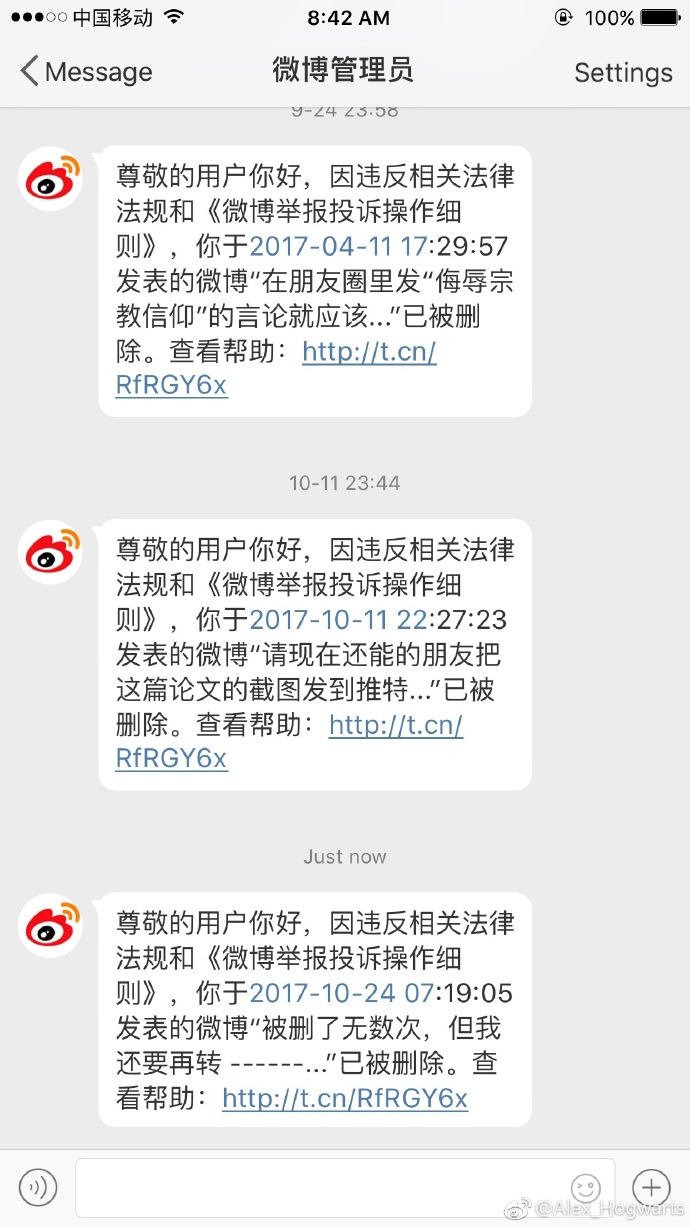 中国移动 8:42 AM 100%
Message 微博管理员 Settings
9-24 23:58
尊敬的用户你好，因违反相关法律
法规和《微博举报投诉操作细
则》，你于2017-04-11 17:29:57
发表的微博“在朋友圈里发“侮辱宗
教信仰”的言论就应该...”已被删
除。查看帮助：http://t.cn/
RfRGY6x
10-11 23:44
尊敬的用户你好，因违反相关法律
法规和《微博举报投诉操作细
则》，你于2017-10-11 22:27:23
发表的微博“请现在还能的朋友把
这篇论文的截图发到推特...”已被
删除。查看帮助：http://t.cn/
RfRGY6x
Just now
尊敬的用户你好，因违反相关法律
法规和《微博举报投诉操作细
则》，你于2017-10-24 07:19:05
发表的微博“被删了无数次，但我
还要再转 ------...”已被删除。查
看帮助：http://t.cn/RfRGY6x
@Alex_Hogwarts